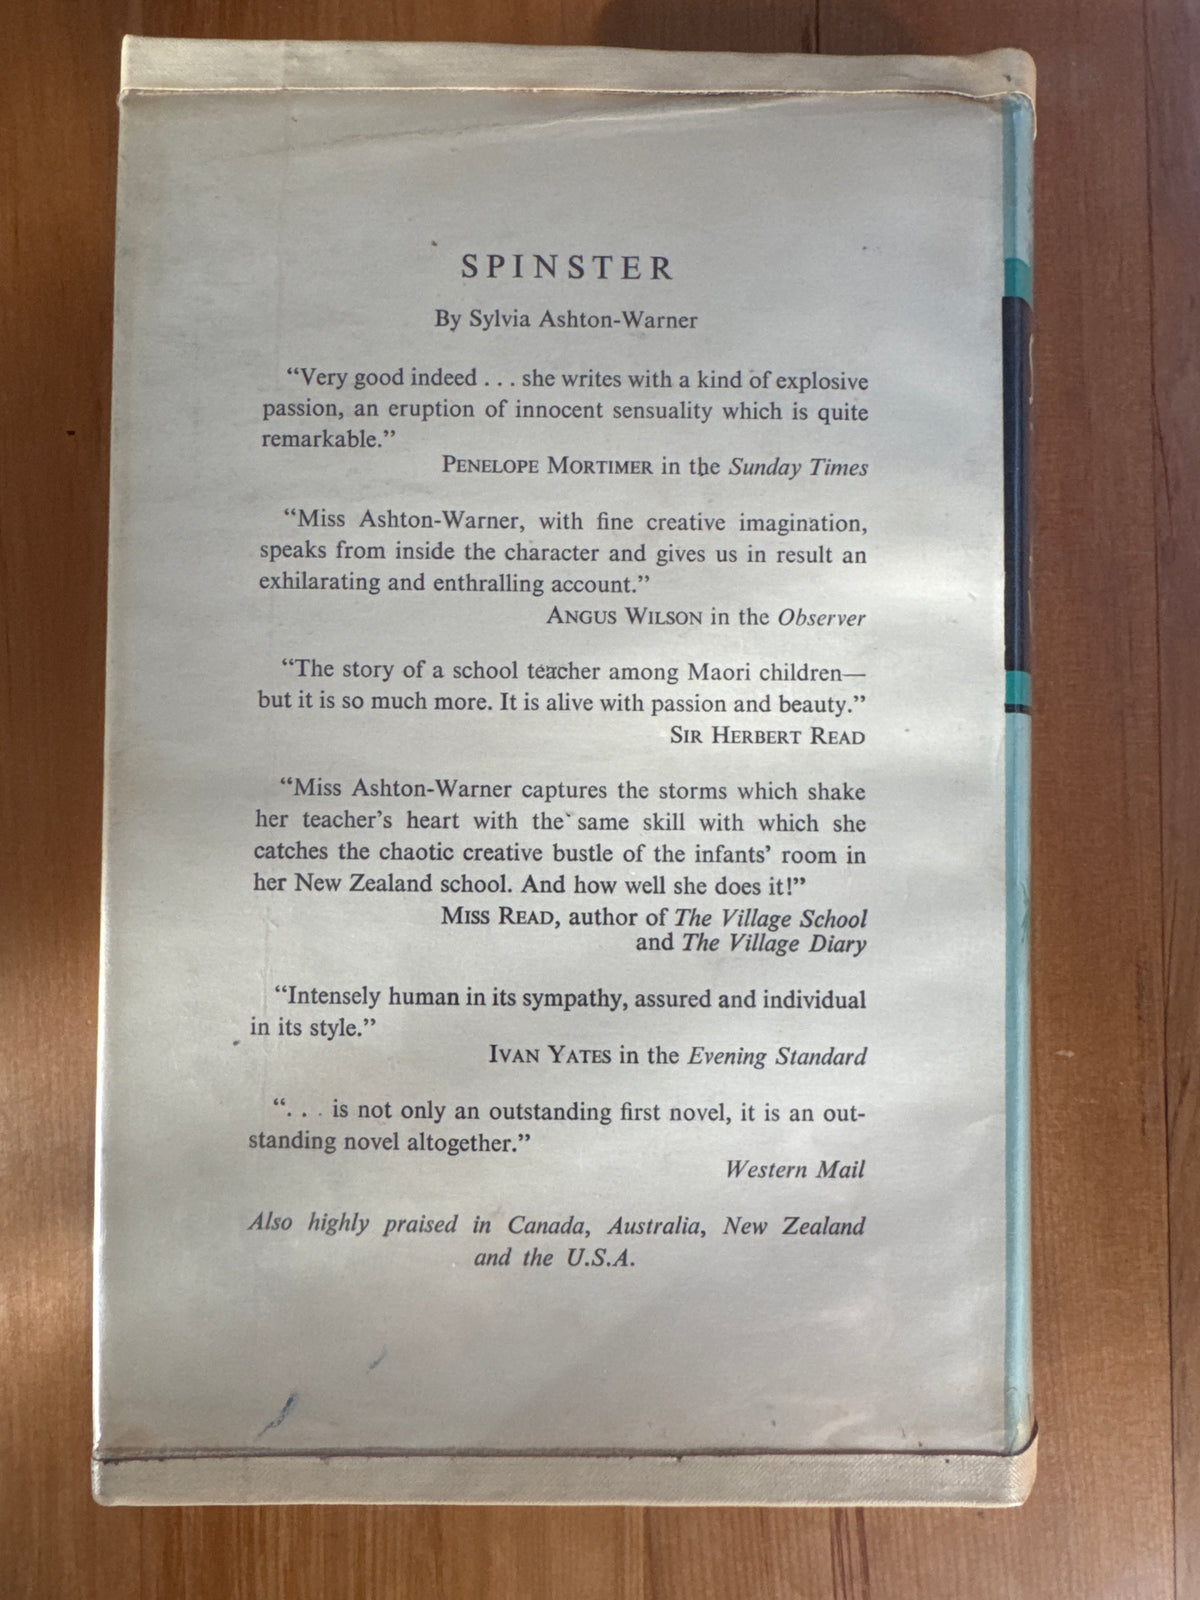 SPINSTER
By Sylvia Ashton-Warner
“Very good indeed . . . she writes with a kind of explosive
passion, an eruption of innocent sensuality which is quite
remarkable.”
PENELOPE MORTIMER in the Sunday Times
“Miss Ashton-Warner, with fine creative imagination,
speaks from inside the character and gives us in result an
exhilarating and enthralling account.”
ANGUS WILSON in the Observer
“The story of a school teacher among Maori children—
but it is so much more. It is alive with passion and beauty.”
SIR HERBERT READ
“Miss Ashton-Warner captures the storms which shake
her teacher’s heart with the same skill with which she
catches the chaotic creative bustle of the infants’ room in
her New Zealand school. And how well she does it!”
MISS READ, author of The Village School
and The Village Diary
“Intensely human in its sympathy, assured and individual
in its style.”
IVAN YATES in the Evening Standard
“. . . is not only an outstanding first novel, it is an out-
standing novel altogether.”
Western Mail
Also highly praised in Canada, Australia, New Zealand
and the U.S.A.